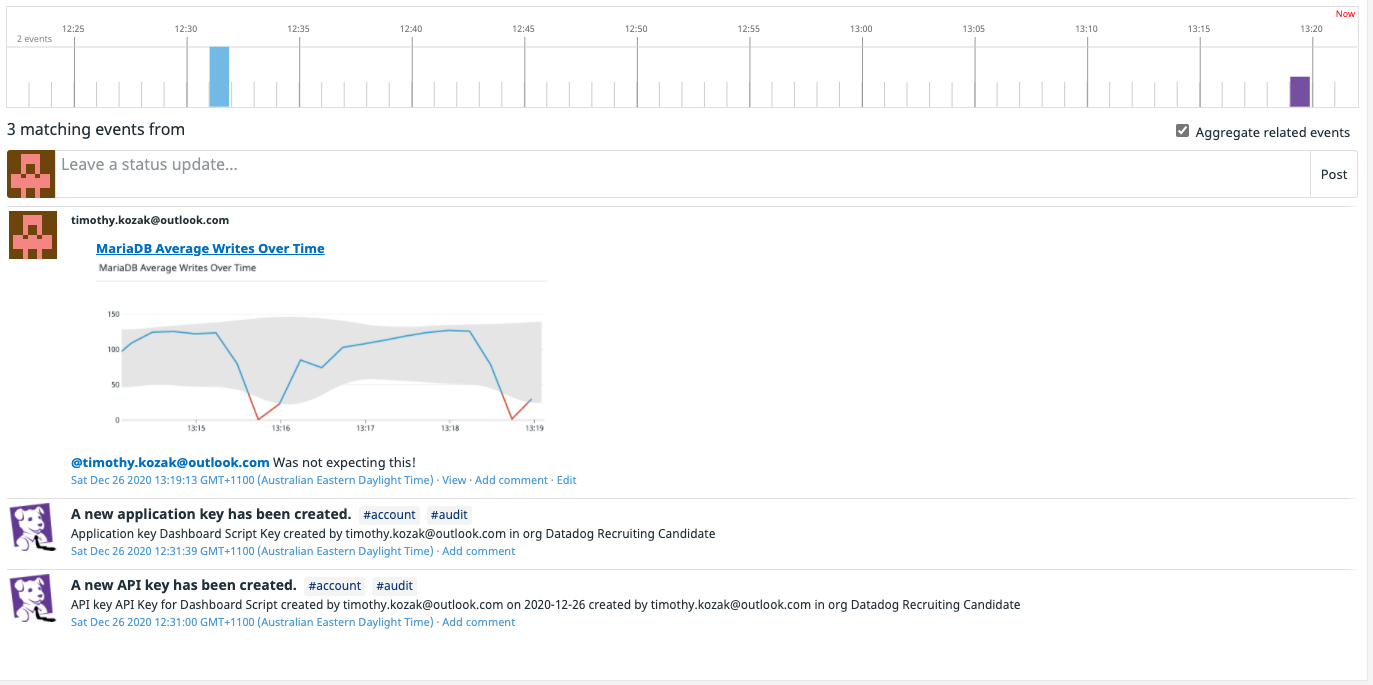 Now
12:25 12:30 12:35 12:40 12:45 12:50 12:55 13:00 13:05 13:10 13:15 13:20
2 events
3 matching events from
Aggregate related events
Leave a status update...
Post
timothy.kozak@outlook.com
MariaDB Average Writes Over Time
MariaDB Average Writes Over Time
150
100
50
0
13:15 13:16 13:17 13:18 13:19
@timothy.kozak@outlook.com Was not expecting this!
Sat Dec 26 2020 13:19:13 GMT+1100 (Australian Eastern Daylight Time) · View · Add comment · Edit
A new application key has been created. #account #audit
Application key Dashboard Script Key created by timothy.kozak@outlook.com in org Datadog Recruiting Candidate
Sat Dec 26 2020 12:31:39 GMT+1100 (Australian Eastern Daylight Time) · Add comment
A new API key has been created. #account #audit
API key API Key for Dashboard Script created by timothy.kozak@outlook.com on 2020-12-26 created by timothy.kozak@outlook.com in org Datadog Recruiting Candidate
Sat Dec 26 2020 12:31:00 GMT+1100 (Australian Eastern Daylight Time) · Add comment